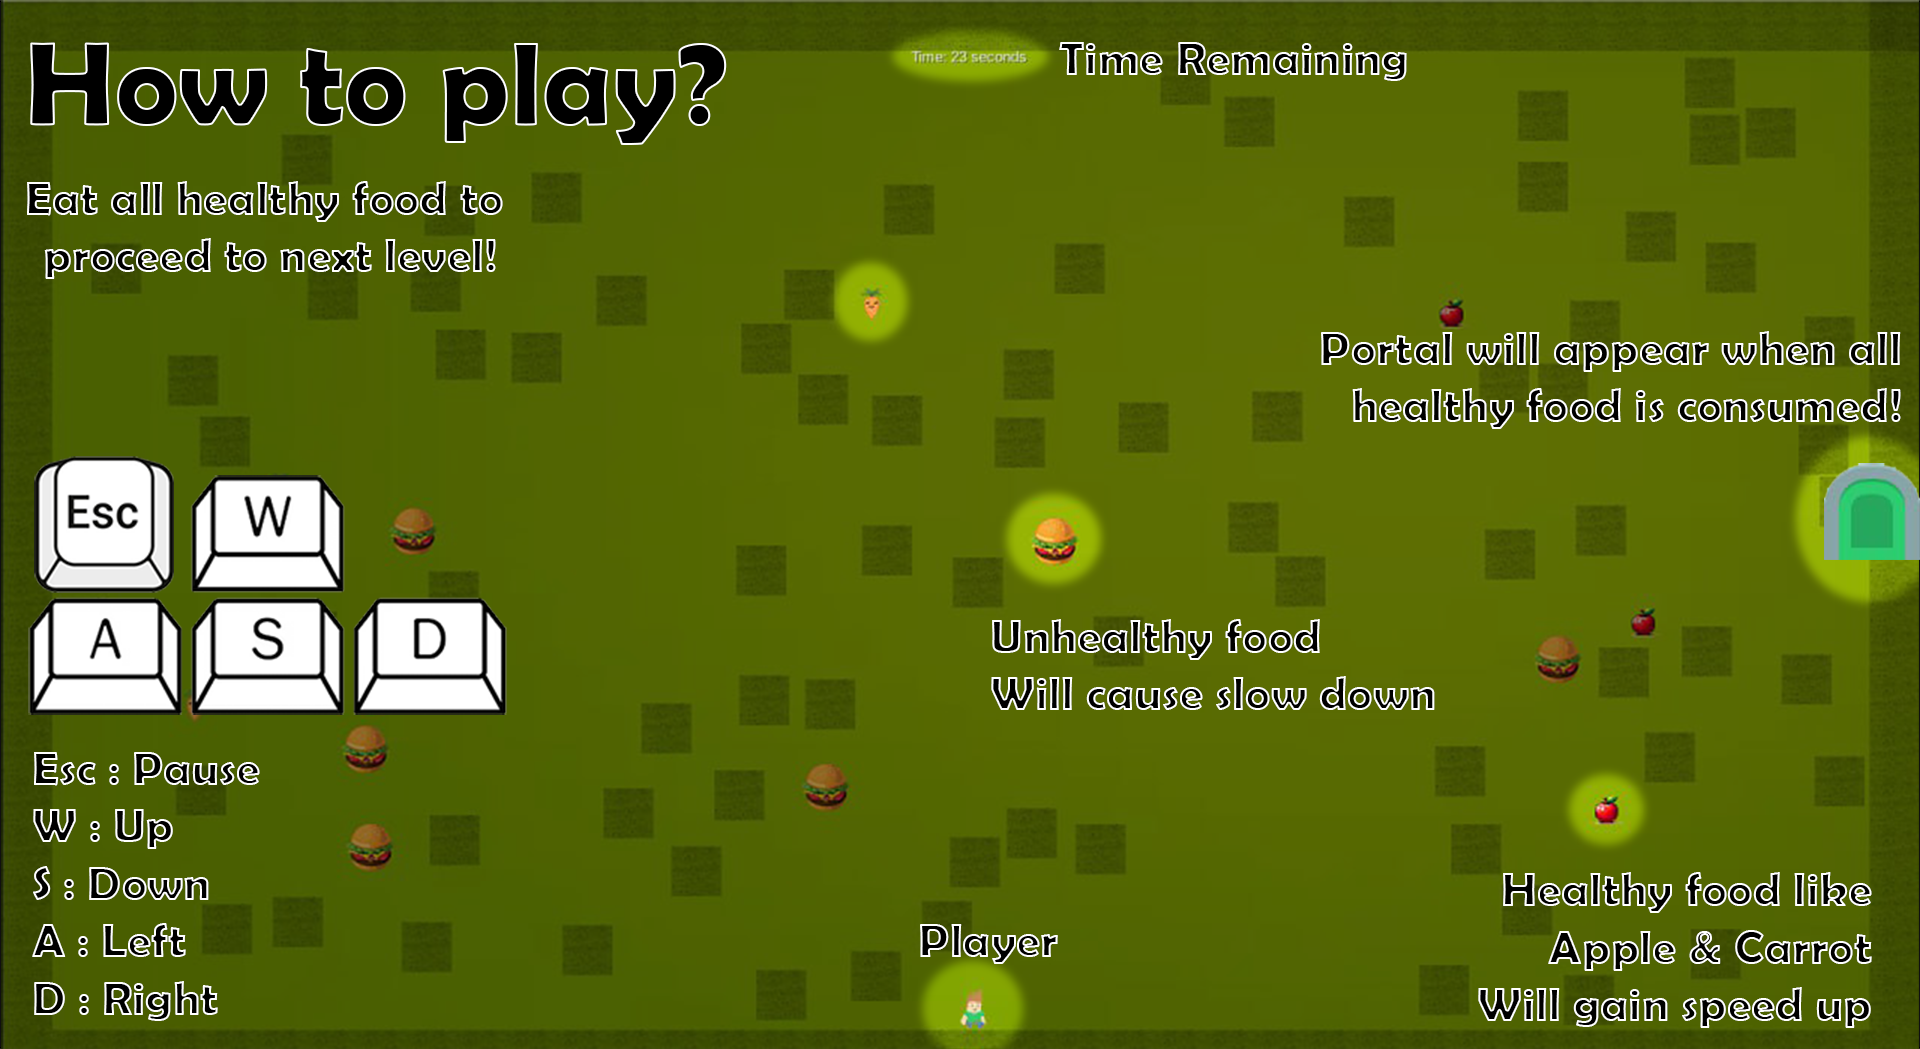 How to play?
Time: 23 seconds
Time Remaining
Eat all healthy food to
proceed to next level!
Portal will appear when all
healthy food is consumed!
Esc
W
A
S
D
Unhealthy food
Will cause slow down
Esc : Pause
W : Up
S : Down
A : Left
D : Right
Player
Healthy food like
Apple & Carrot
Will gain speed up